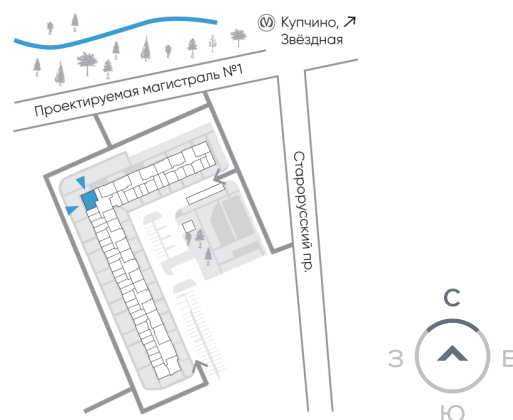 Купчино, ↗
Звёздная
Проектируемая магистраль №1
Старорусский пр.
С
З
В
Ю